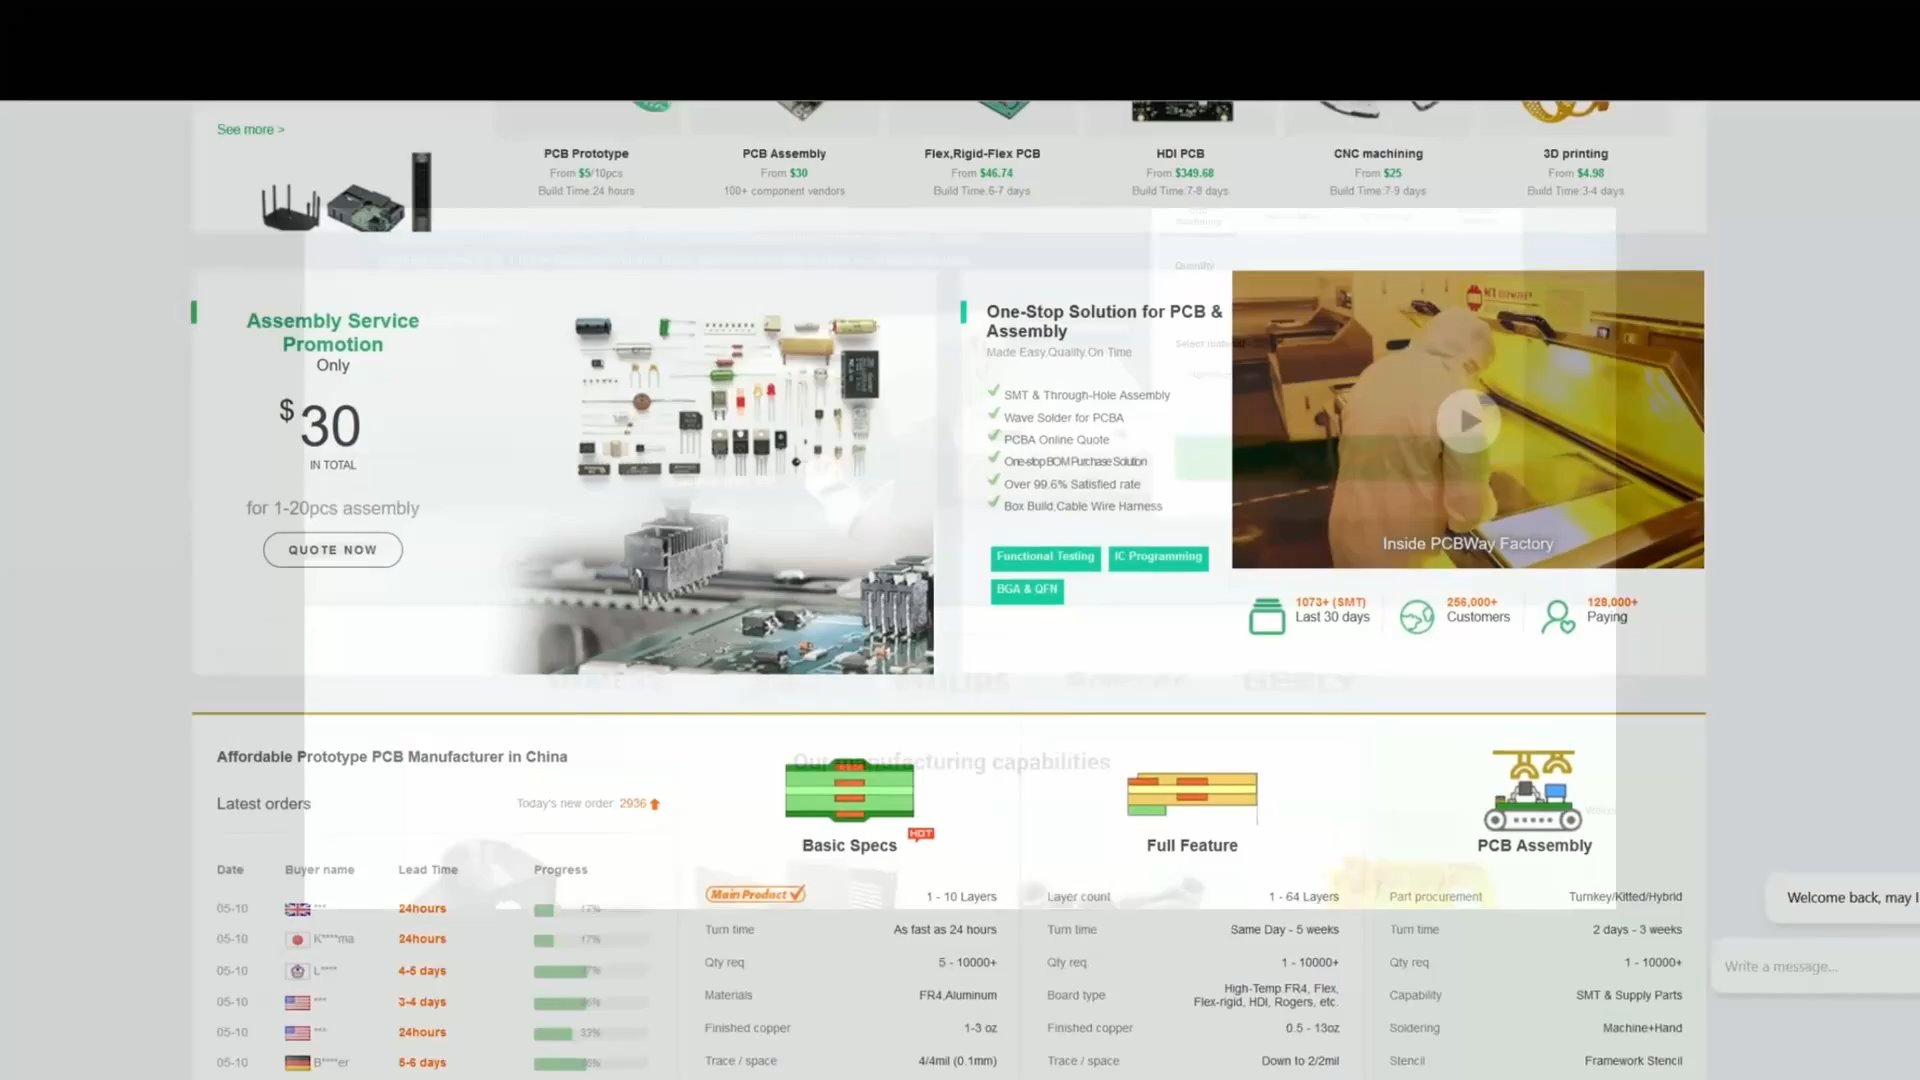 See more >
PCB Prototype
From $5/10pcs
Build Time:24 hours
PCB Assembly
From $30
100+ component vendors
Flex,Rigid-Flex PCB
From $46.74
Build Time:6-7 days
HDI PCB
From $349.68
Build Time:7-8 days
CNC machining
From $25
Build Time:7-9 days
3D printing
From $4.98
Build Time:3-4 days
Assembly Service
Promotion
Only
$30
IN TOTAL
for 1-20pcs assembly
QUOTE NOW
Quantity
One-Stop Solution for PCB &
Assembly
Made Easy,Quality,On Time
SMT & Through-Hole Assembly
Wave Solder for PCBA
PCBA Online Quote
One-stop BOM Purchase Solution
Over 99.6% Satisfied rate
Box Build,Cable Wire Harness
Functional Testing
IC Programming
BGA & QFN
Inside PCBWay Factory
1073+ (SMT)
Last 30 days
256,000+
Customers
128,000+
Paying
PHILIPS
GEELY
Our manufacturing capabilities
Affordable Prototype PCB Manufacturer in China
Latest orders
Today's new order: 2936
Date Buyer name Lead Time Progress
05-10 *** 24hours 17%
05-10 K****ma 24hours 17%
05-10 L**** 4-5 days
05-10 *** 3-4 days
05-10 *** 24hours 33%
05-10 B****er 5-6 days
HOT
Basic Specs
Main Product
1 - 10 Layers
Turn time As fast as 24 hours
Qty req 5 - 10000+
Materials FR4,Aluminum
Finished copper 1-3 oz
Trace / space 4/4mil (0.1mm)
Full Feature
Layer count 1 - 64 Layers
Turn time Same Day - 5 weeks
Qty req 1 - 10000+
Board type High-Temp FR4, Flex,
Flex-rigid, HDI, Rogers, etc.
Finished copper 0.5 - 13oz
Trace / space Down to 2/2mil
PCB Assembly
Part procurement Turnkey/Kitted/Hybrid
Turn time 2 days - 3 weeks
Qty req 1 - 10000+
Capability SMT & Supply Parts
Soldering Machine+Hand
Stencil Framework Stencil
Welcome back, may I
Write a message...